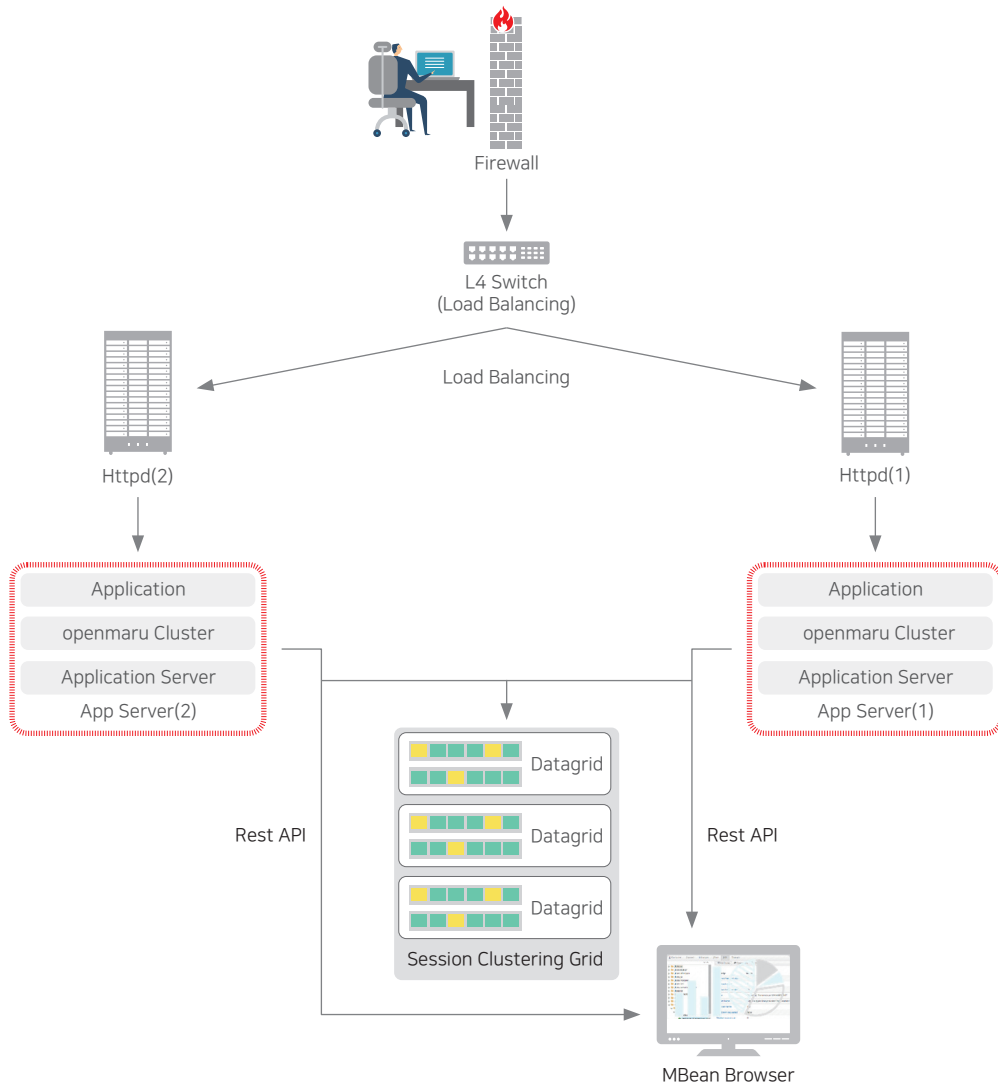 Firewall
L4 Switch
(Load Balancing)
Load Balancing
Httpd(2)
Httpd(1)
Application
openmaru Cluster
Application Server
App Server(2)
Application
openmaru Cluster
Application Server
App Server(1)
Datagrid
Datagrid
Datagrid
Session Clustering Grid
Rest API
Rest API
MBean Browser